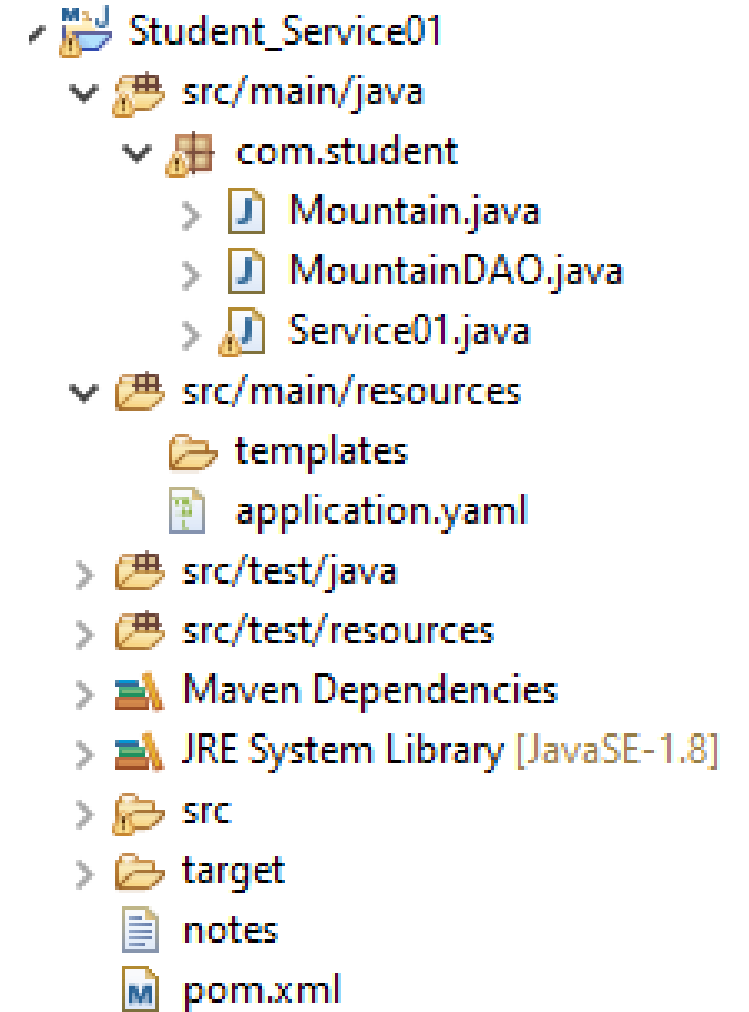 Student_Service01
src/main/java
com.student
Mountain.java
MountainDAO.java
Service01.java
src/main/resources
templates
application.yaml
src/test/java
src/test/resources
Maven Dependencies
JRE System Library [JavaSE-1.8]
src
target
notes
pom.xml